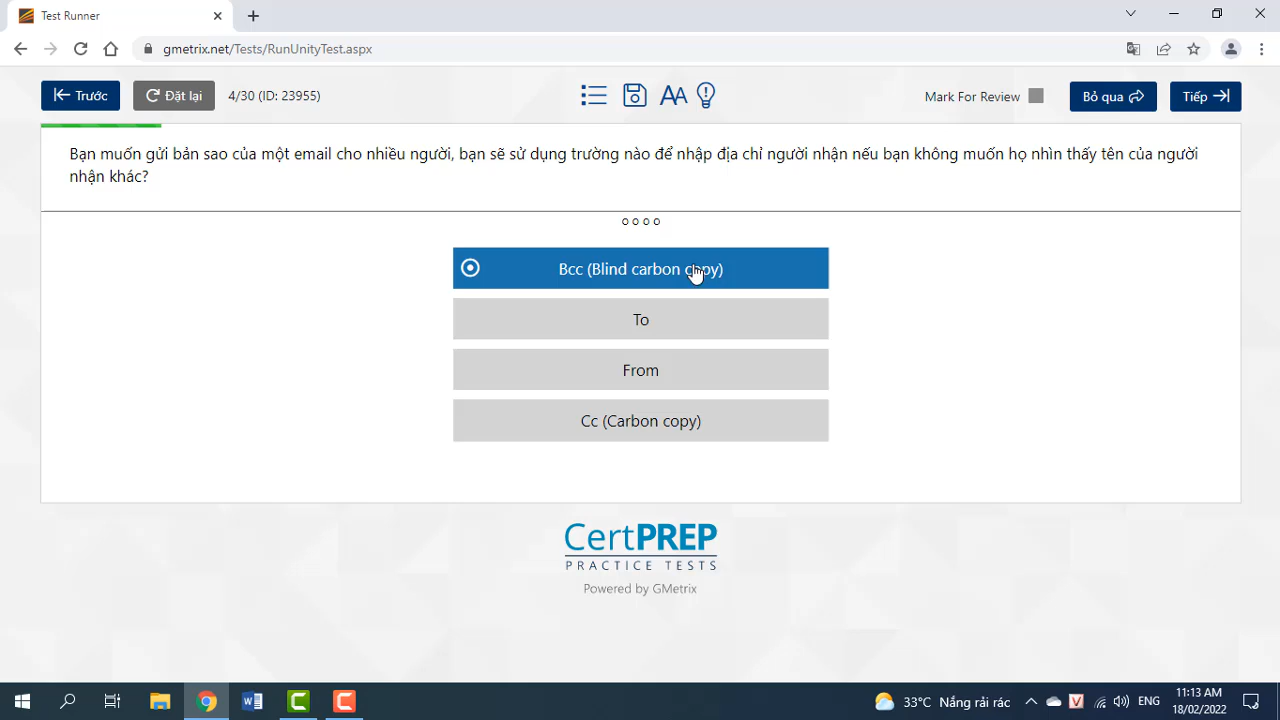 Test Runner
gmetrix.net/Tests/RunUnityTest.aspx
Trước
Đặt lại
4/30 (ID: 23955)
AA
Mark For Review
Bỏ qua
Tiếp
Bạn muốn gửi bản sao của một email cho nhiều người, bạn sẽ sử dụng trường nào để nhập địa chỉ người nhận nếu bạn không muốn họ nhìn thấy tên của người
nhận khác?
Bcc (Blind carbon copy)
To
From
Cc (Carbon copy)
CertPREP
PRACTICE TESTS
Powered by GMetrix
33°C Nắng rải rác
ENG
11:13 AM
18/02/2022